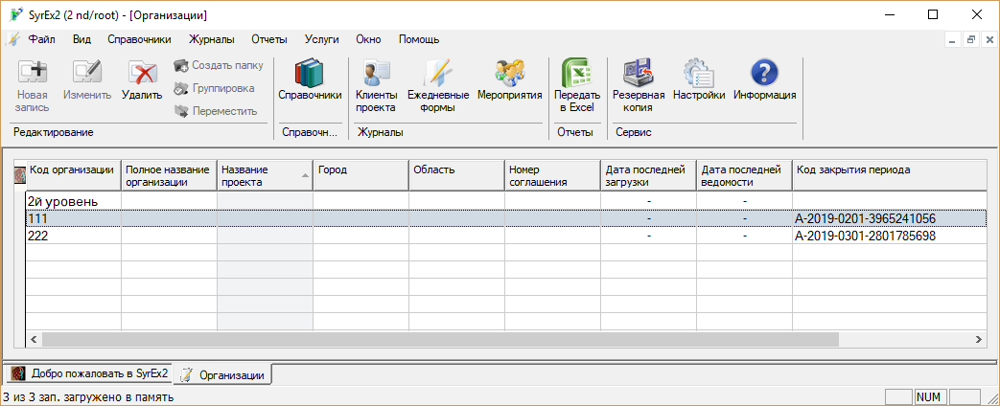 SyrEx2 (2 nd/root) - [Организации]
Файл Вид Справочники Журналы Отчеты Услуги Окно Помощь
Новая запись
Изменить
Удалить
Создать папку
Группировка
Переместить
Справочники
Клиенты проекта
Ежедневные формы
Мероприятия
Передать в Excel
Резервная копия
Настройки
Информация
Редактирование Справочн... Журналы Отчеты Сервис
Код организации Полное название организации Название проекта Город Область Номер соглашения Дата последней загрузки Дата последней ведомости Код закрытия периода
2й уровень - -
111 - - A-2019-0201-3965241056
222 - - A-2019-0301-2801785698
Добро пожаловать в SyrEx2 Организации
3 из 3 зап. загружено в память NUM